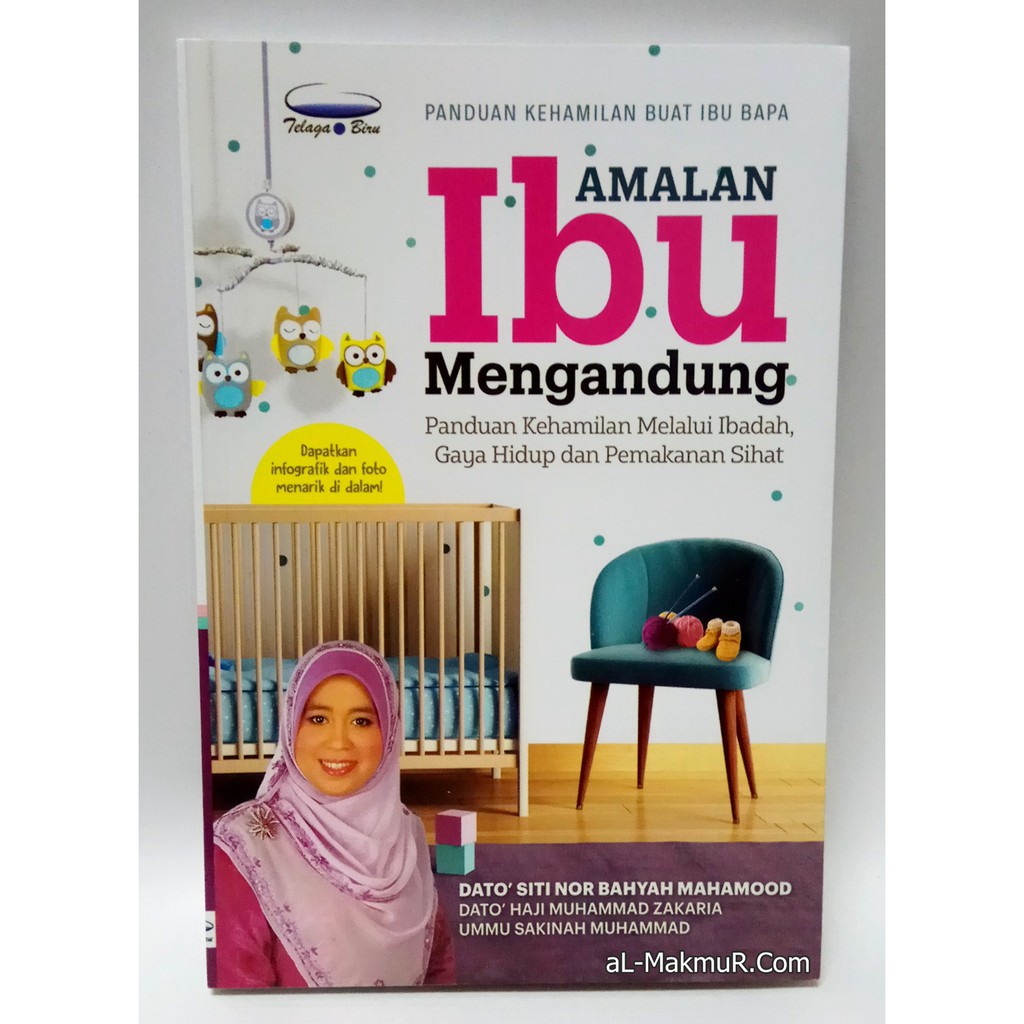 Telaga Biru
PANDUAN KEHAMILAN BUAT IBU BAPA
AMALAN
Ibu
Mengandung
Panduan Kehamilan Melalui Ibadah,
Gaya Hidup dan Pemakanan Sihat
Dapatkan
infografik dan foto
menarik di dalam!
DATO' SITI NOR BAHYAH MAHAMOOD
DATO' HAJI MUHAMMAD ZAKARIA
UMMU SAKINAH MUHAMMAD
aL-MakmuR.Com